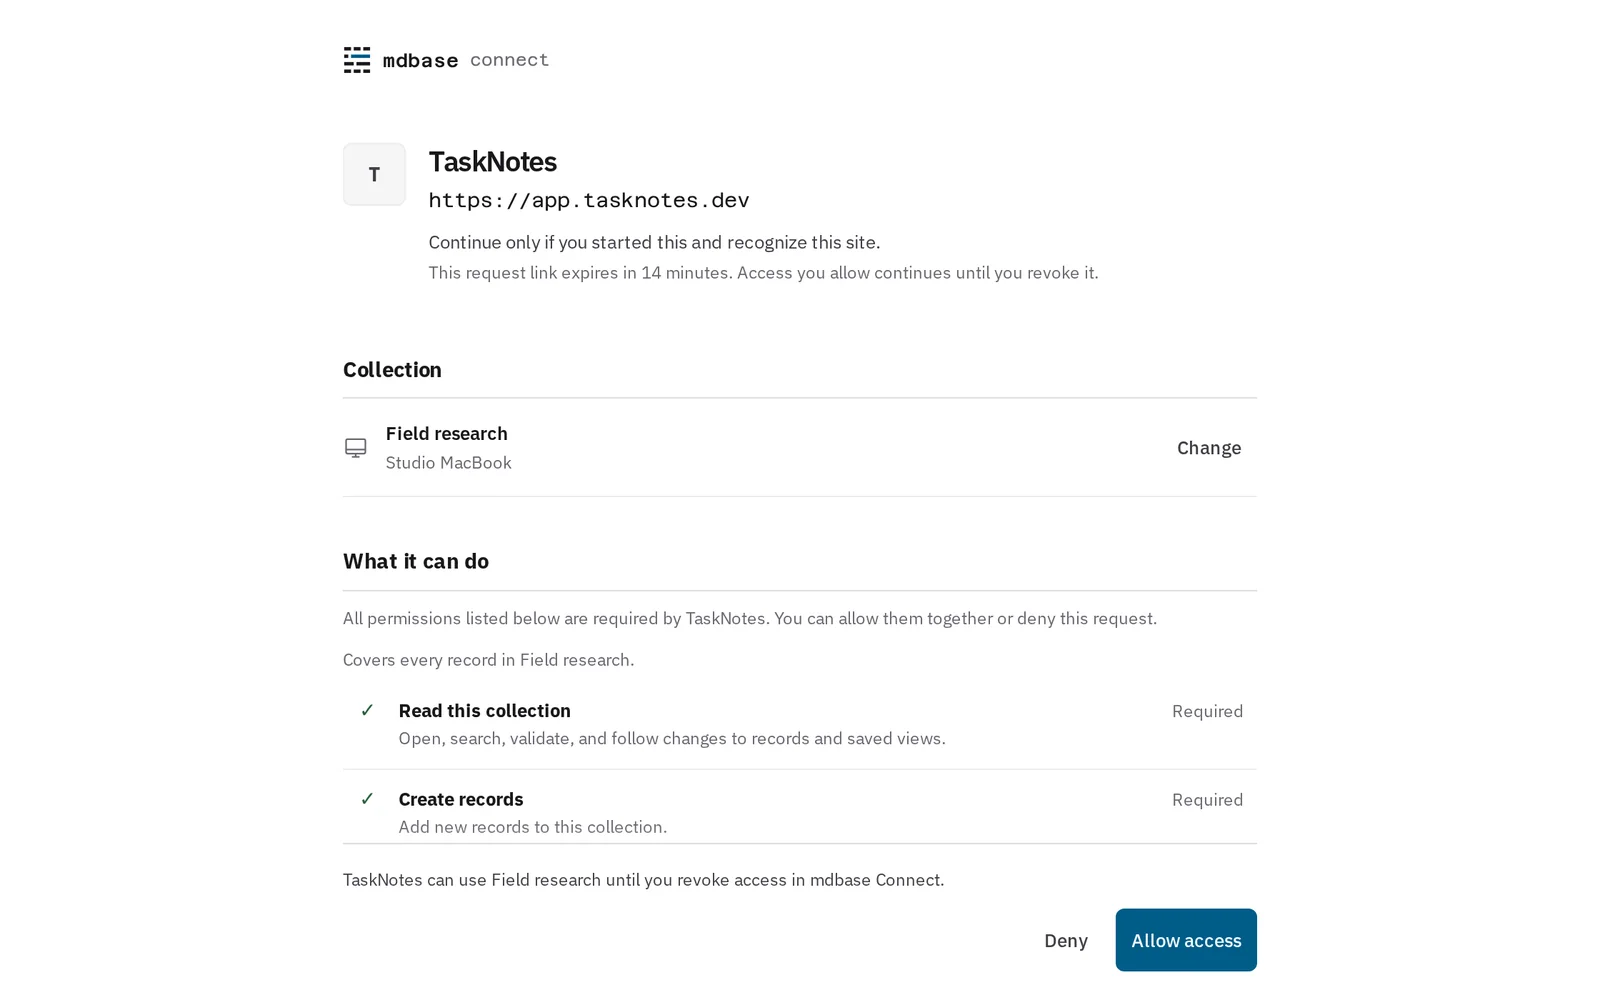 mdbase connect
T
TaskNotes
https://app.tasknotes.dev
Continue only if you started this and recognize this site.
This request link expires in 14 minutes. Access you allow continues until you revoke it.
Collection
Field research
Studio MacBook
Change
What it can do
All permissions listed below are required by TaskNotes. You can allow them together or deny this request.
Covers every record in Field research.
✓ Read this collection Required
Open, search, validate, and follow changes to records and saved views.
✓ Create records Required
Add new records to this collection.
TaskNotes can use Field research until you revoke access in mdbase Connect.
Deny Allow access